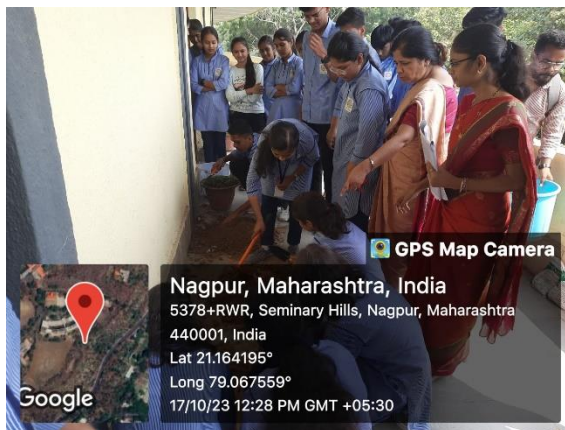 GPS Map Camera
Nagpur, Maharashtra, India
5378+RWR, Seminary Hills, Nagpur, Maharashtra
440001, India
Lat 21.164195°
Long 79.067559°
17/10/23 12:28 PM GMT +05:30
Google